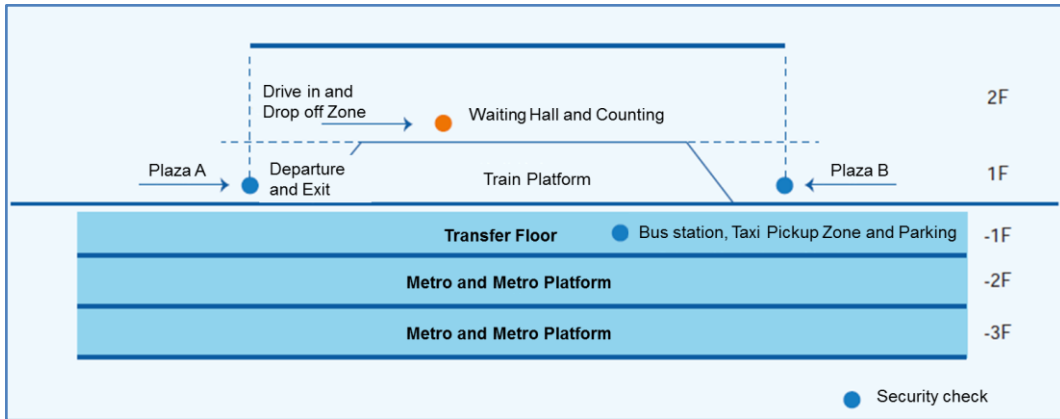 2F
Drive in and
Drop off Zone
Waiting Hall and Counting
Plaza A
Departure
and Exit
Train Platform
Plaza B
1F
Transfer Floor
Bus station, Taxi Pickup Zone and Parking
-1F
Metro and Metro Platform
-2F
Metro and Metro Platform
-3F
Security check